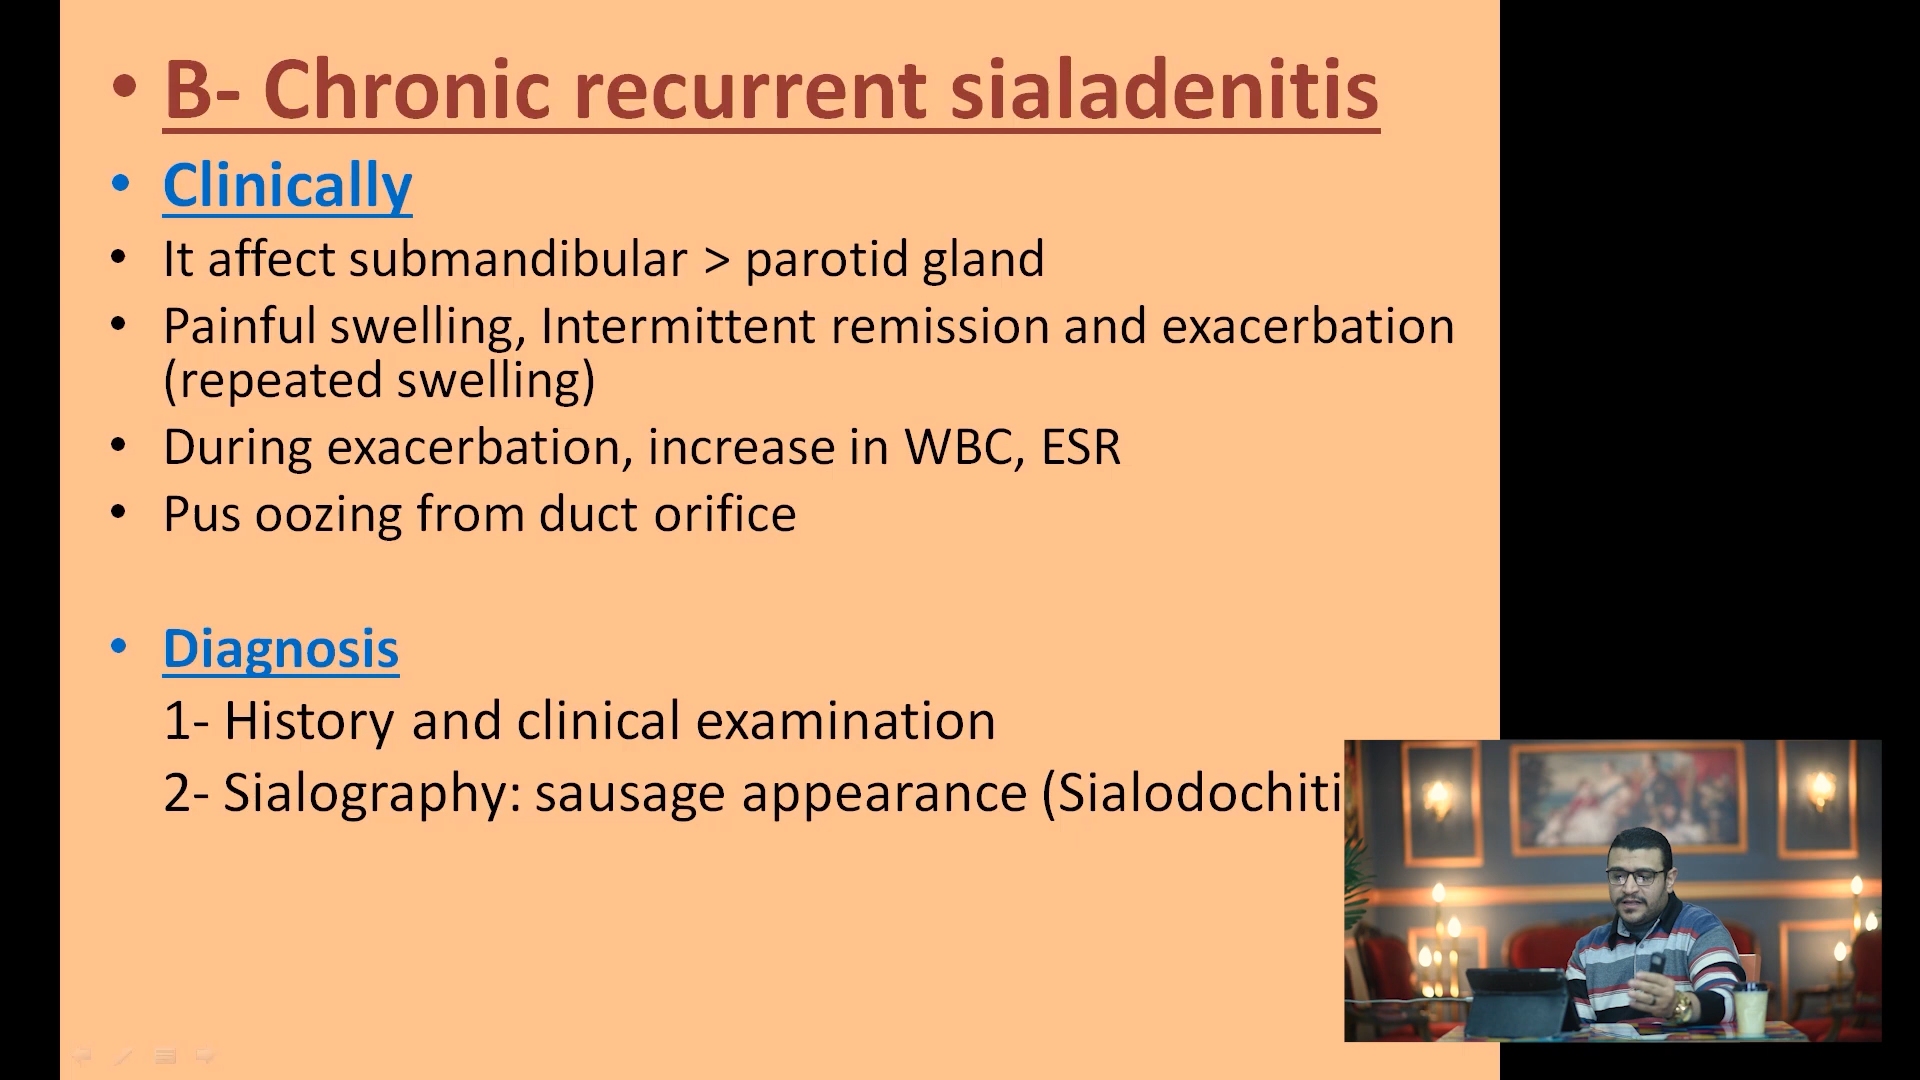 • B- Chronic recurrent sialadenitis
• Clinically
• It affect submandibular > parotid gland
• Painful swelling, Intermittent remission and exacerbation
(repeated swelling)
• During exacerbation, increase in WBC, ESR
• Pus oozing from duct orifice
• Diagnosis
1- History and clinical examination
2- Sialography: sausage appearance (Sialodochiti